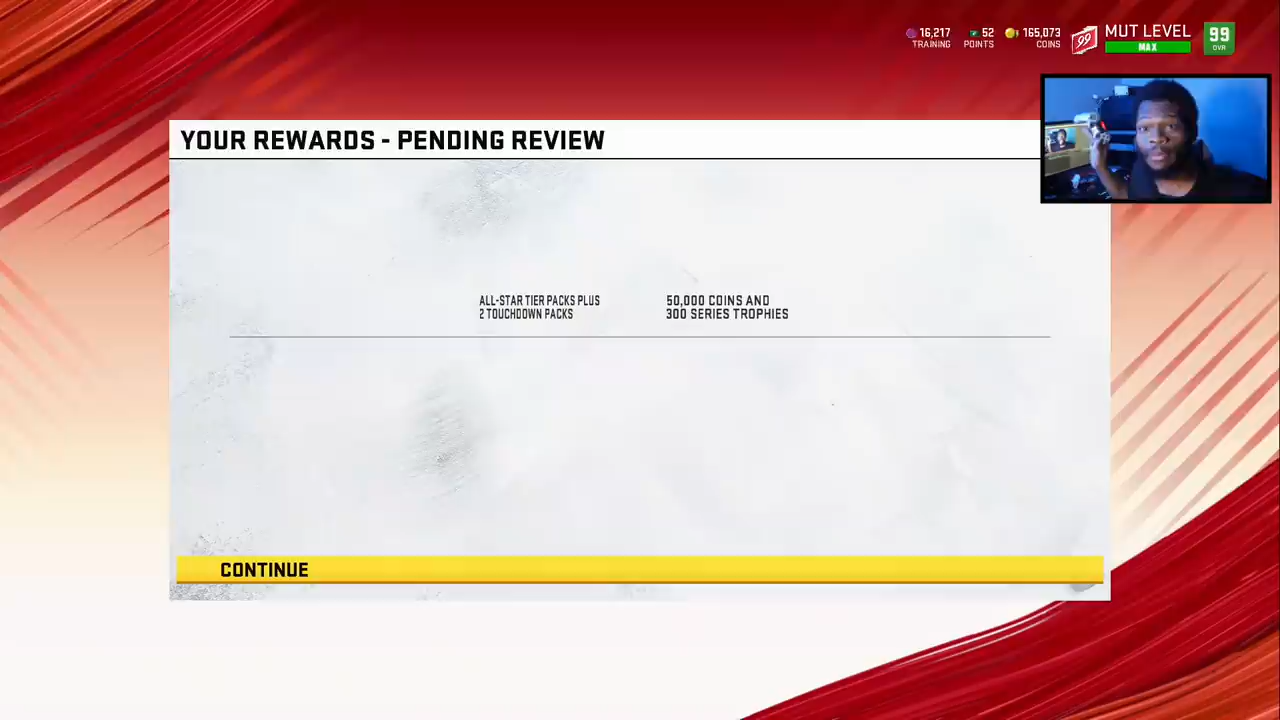 16,217
TRAINING
52
POINTS
165,073
COINS
99
MUT LEVEL
MAX
99
OVR
YOUR REWARDS - PENDING REVIEW
ALL-STAR TIER PACKS PLUS
2 TOUCHDOWN PACKS
50,000 COINS AND
300 SERIES TROPHIES
CONTINUE